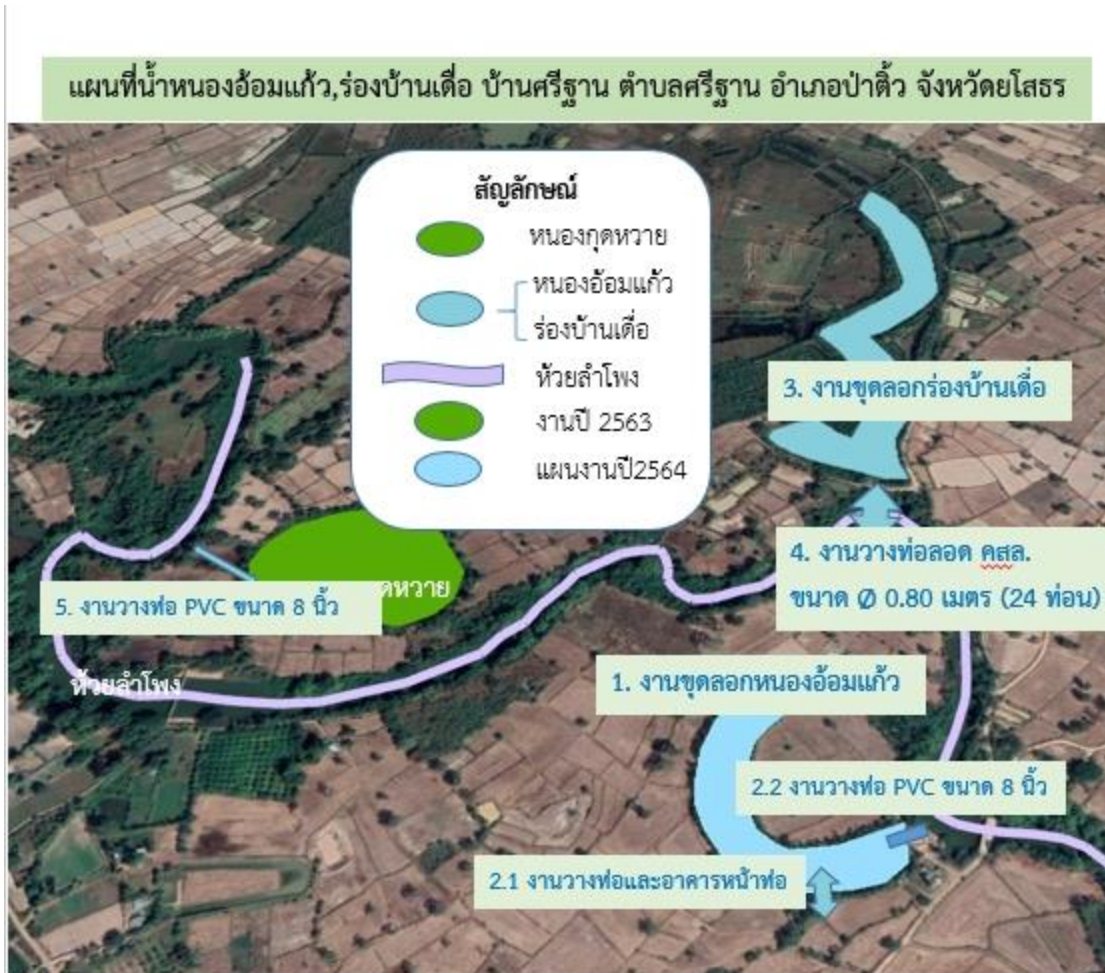 แผนที่น้ำหนองอ้อมแก้ว,ร่องบ้านเดื่อ บ้านศรีฐาน ตำบลศรีฐาน อำเภอป่าติ้ว จังหวัดยโสธร
สัญลักษณ์
หนองกุดหวาย
หนองอ้อมแก้ว
ร่องบ้านเดื่อ
ห้วยลำโพง
งานปี 2563
แผนงานปี2564
3. งานขุดลอกร่องบ้านเดื่อ
4. งานวางท่อลอด คสล.
ขนาด Ø 0.80 เมตร (24 ท่อน)
ดหวาย
5. งานวางท่อ PVC ขนาด 8 นิ้ว
ห้วยลำโพง
1. งานขุดลอกหนองอ้อมแก้ว
2.2 งานวางท่อ PVC ขนาด 8 นิ้ว
2.1 งานวางท่อและอาคารหน้าท่อ